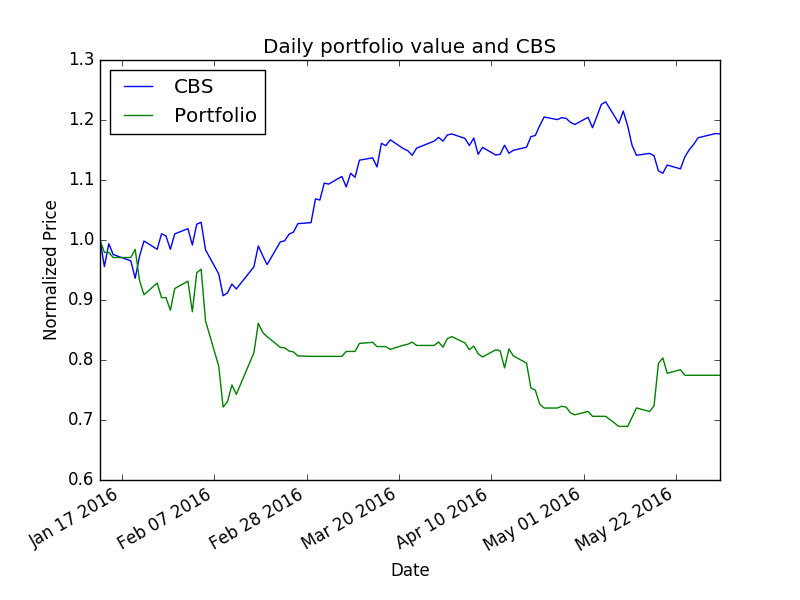 Daily portfolio value and CBS
CBS
Portfolio
1.3
1.2
1.1
1.0
0.9
0.8
0.7
0.6
Normalized Price
Jan 17 2016
Feb 07 2016
Feb 28 2016
Mar 20 2016
Apr 10 2016
May 01 2016
May 22 2016
Date